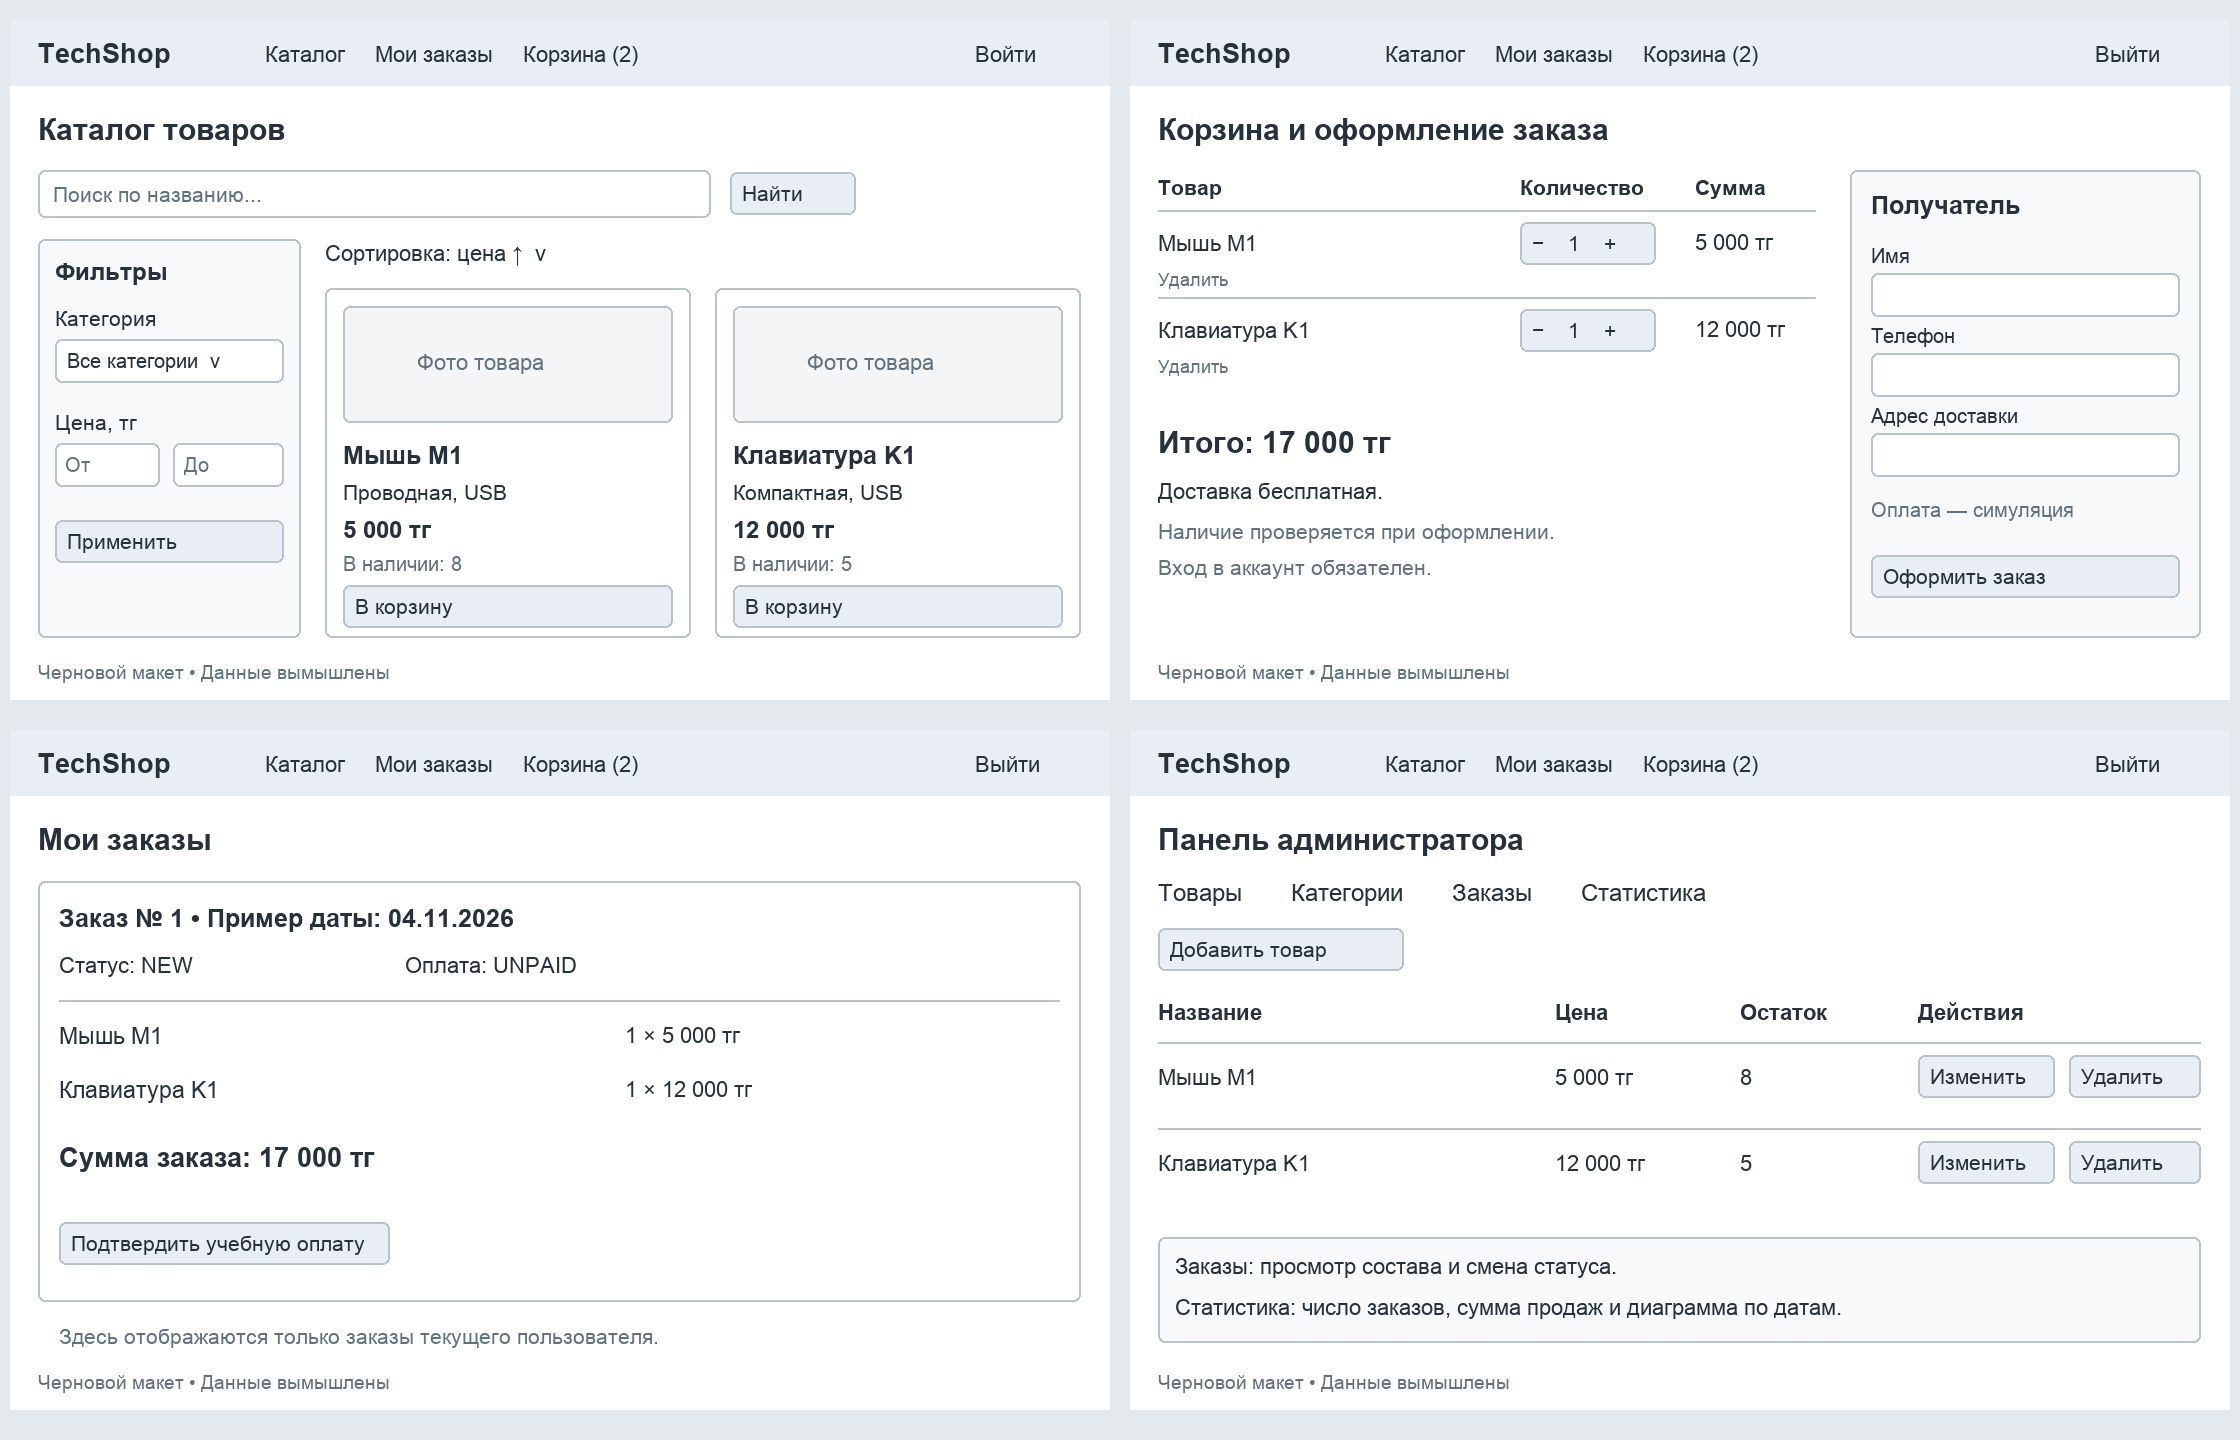 TechShop Каталог Мои заказы Корзина (2) Войти
Каталог товаров
Поиск по названию... Найти
Фильтры
Категория
Все категории v
Цена, тг
От До
Применить
Сортировка: цена ↑ v
Фото товара
Мышь M1
Проводная, USB
5 000 тг
В наличии: 8
В корзину
Фото товара
Клавиатура K1
Компактная, USB
12 000 тг
В наличии: 5
В корзину
Черновой макет • Данные вымышлены
TechShop Каталог Мои заказы Корзина (2) Выйти
Корзина и оформление заказа
Товар Количество Сумма
Мышь M1 − 1 + 5 000 тг
Удалить
Клавиатура K1 − 1 + 12 000 тг
Удалить
Итого: 17 000 тг
Доставка бесплатная.
Наличие проверяется при оформлении.
Вход в аккаунт обязателен.
Получатель
Имя
Телефон
Адрес доставки
Оплата — симуляция
Оформить заказ
Черновой макет • Данные вымышлены
TechShop Каталог Мои заказы Корзина (2) Выйти
Мои заказы
Заказ № 1 • Пример даты: 04.11.2026
Статус: NEW Оплата: UNPAID
Мышь M1 1 × 5 000 тг
Клавиатура K1 1 × 12 000 тг
Сумма заказа: 17 000 тг
Подтвердить учебную оплату
Здесь отображаются только заказы текущего пользователя.
Черновой макет • Данные вымышлены
TechShop Каталог Мои заказы Корзина (2) Выйти
Панель администратора
Товары Категории Заказы Статистика
Добавить товар
Название Цена Остаток Действия
Мышь M1 5 000 тг 8 Изменить Удалить
Клавиатура K1 12 000 тг 5 Изменить Удалить
Заказы: просмотр состава и смена статуса.
Статистика: число заказов, сумма продаж и диаграмма по датам.
Черновой макет • Данные вымышлены